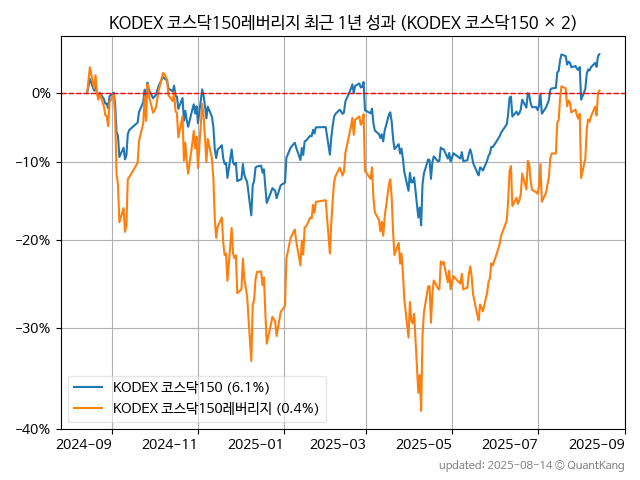 KODEX 코스닥150레버리지 최근 1년 성과 (KODEX 코스닥150 × 2)
0%
-10%
-20%
-30%
-40%
KODEX 코스닥150 (6.1%)
KODEX 코스닥150레버리지 (0.4%)
2024-09 2024-11 2025-01 2025-03 2025-05 2025-07 2025-09
updated: 2025-08-14 © QuantKang